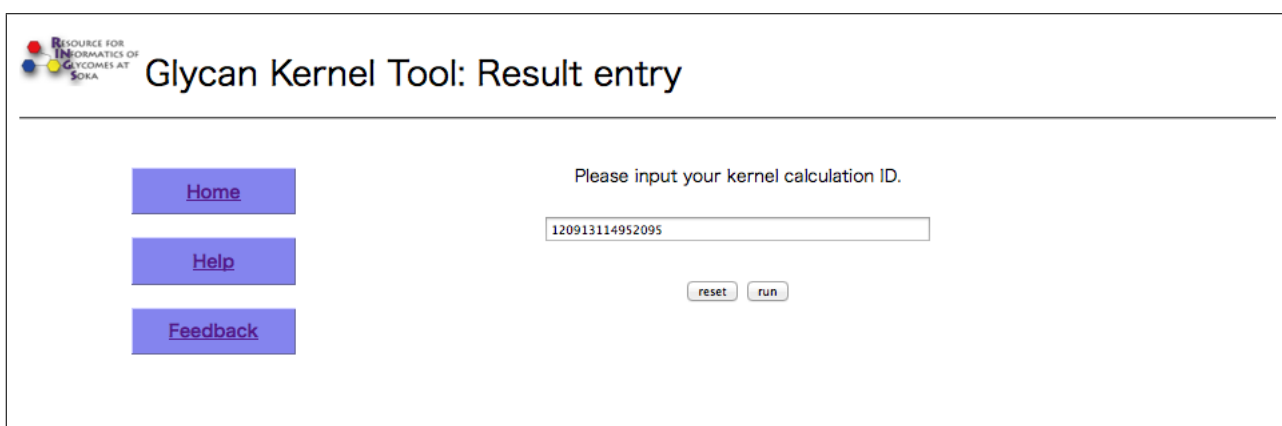 RESOURCE FOR
INFORMATICS OF
GLYCOMES AT
SOKA
Glycan Kernel Tool: Result entry
Home
Help
Feedback
Please input your kernel calculation ID.
120913114952095
reset run